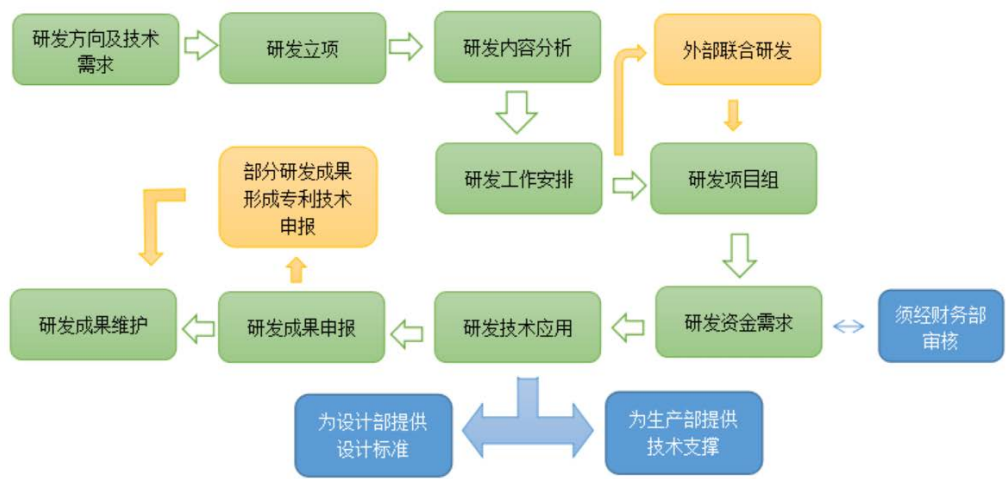 研发方向及技术
需求
研发立项
研发内容分析
外部联合研发
研发工作安排
研发项目组
部分研发成果
形成专利技术
申报
研发成果维护
研发成果申报
研发技术应用
研发资金需求
须经财务部
审核
为设计部提供
设计标准
为生产部提供
技术支撑